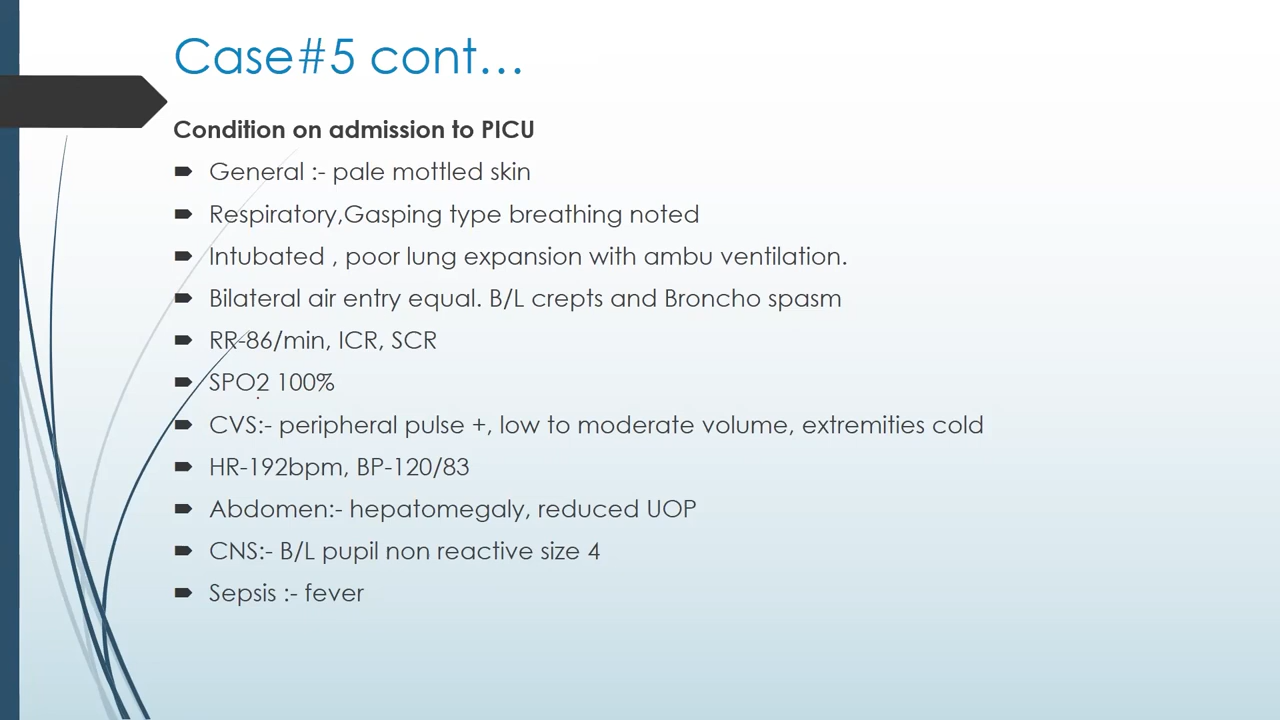 Case#5 cont…
Condition on admission to PICU
General :- pale mottled skin
Respiratory,Gasping type breathing noted
Intubated , poor lung expansion with ambu ventilation.
Bilateral air entry equal. B/L crepts and Broncho spasm
RR-86/min, ICR, SCR
SPO2 100%
CVS:- peripheral pulse +, low to moderate volume, extremities cold
HR-192bpm, BP-120/83
Abdomen:- hepatomegaly, reduced UOP
CNS:- B/L pupil non reactive size 4
Sepsis :- fever